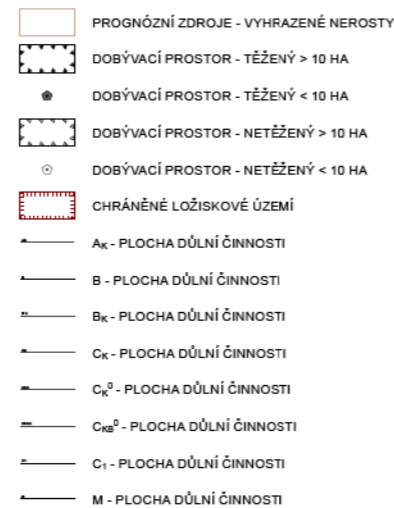 PROGNÓZNÍ ZDROJE - VYHRAZENÉ NEROSTY
DOBÝVACÍ PROSTOR - TĚŽENÝ > 10 HA
DOBÝVACÍ PROSTOR - TĚŽENÝ < 10 HA
DOBÝVACÍ PROSTOR - NETĚŽENÝ > 10 HA
DOBÝVACÍ PROSTOR - NETĚŽENÝ < 10 HA
CHRÁNĚNÉ LOŽISKOVÉ ÚZEMÍ
Aₖ - PLOCHA DŮLNÍ ČINNOSTI
B - PLOCHA DŮLNÍ ČINNOSTI
Bₖ - PLOCHA DŮLNÍ ČINNOSTI
Cₖ - PLOCHA DŮLNÍ ČINNOSTI
Cₖ⁰ - PLOCHA DŮLNÍ ČINNOSTI
C_KB⁰ - PLOCHA DŮLNÍ ČINNOSTI
C₁ - PLOCHA DŮLNÍ ČINNOSTI
M - PLOCHA DŮLNÍ ČINNOSTI